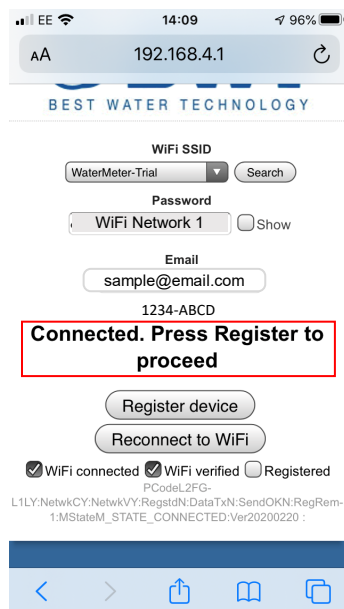 EE 14:09 96%
AA 192.168.4.1
BEST WATER TECHNOLOGY
WiFi SSID
WaterMeter-Trial Search
Password
WiFi Network 1 Show
Email
sample@email.com
1234-ABCD
Connected. Press Register to
proceed
Register device
Reconnect to WiFi
WiFi connected WiFi verified Registered
PCodeL2FG-
L1LY:NetwkCY:NetwkVY:RegstdN:DataTxN:SendOKN:RegRem-
1:MStateM_STATE_CONNECTED:Ver20200220 :